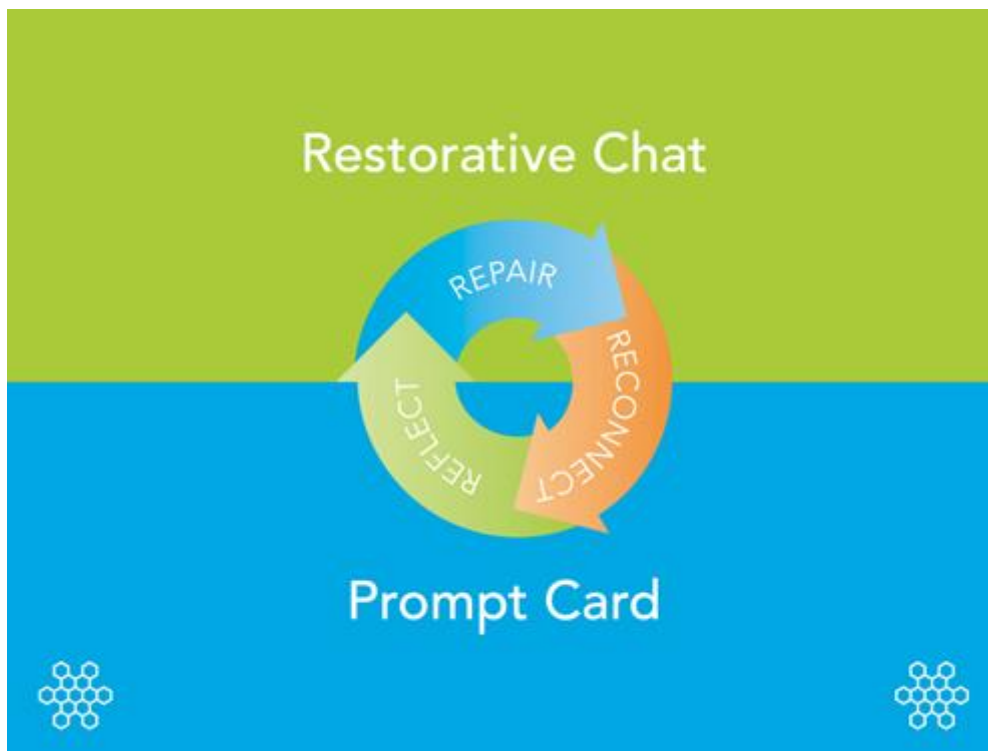 Restorative Chat
REPAIR
RECONNECT
REFLECT
Prompt Card